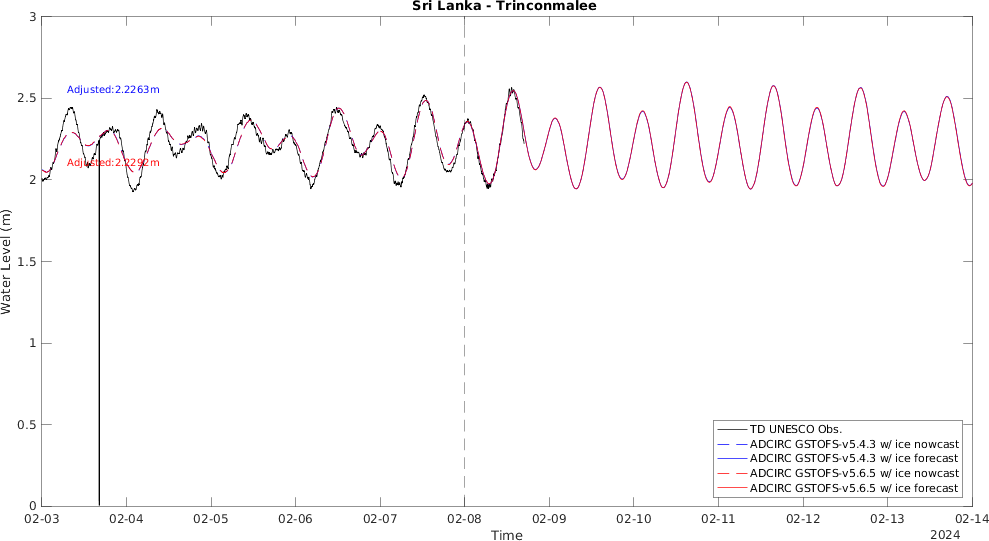 Sri Lanka - Trinconmalee
3
2.5
2
1.5
1
0.5
0
Water Level (m)
Adjusted:2.2263m
Adjusted:2.2292m
TD UNESCO Obs.
ADCIRC GSTOFS-v5.4.3 w/ ice nowcast
ADCIRC GSTOFS-v5.4.3 w/ ice forecast
ADCIRC GSTOFS-v5.6.5 w/ ice nowcast
ADCIRC GSTOFS-v5.6.5 w/ ice forecast
02-03 02-04 02-05 02-06 02-07 02-08 02-09 02-10 02-11 02-12 02-13 02-14
Time
2024